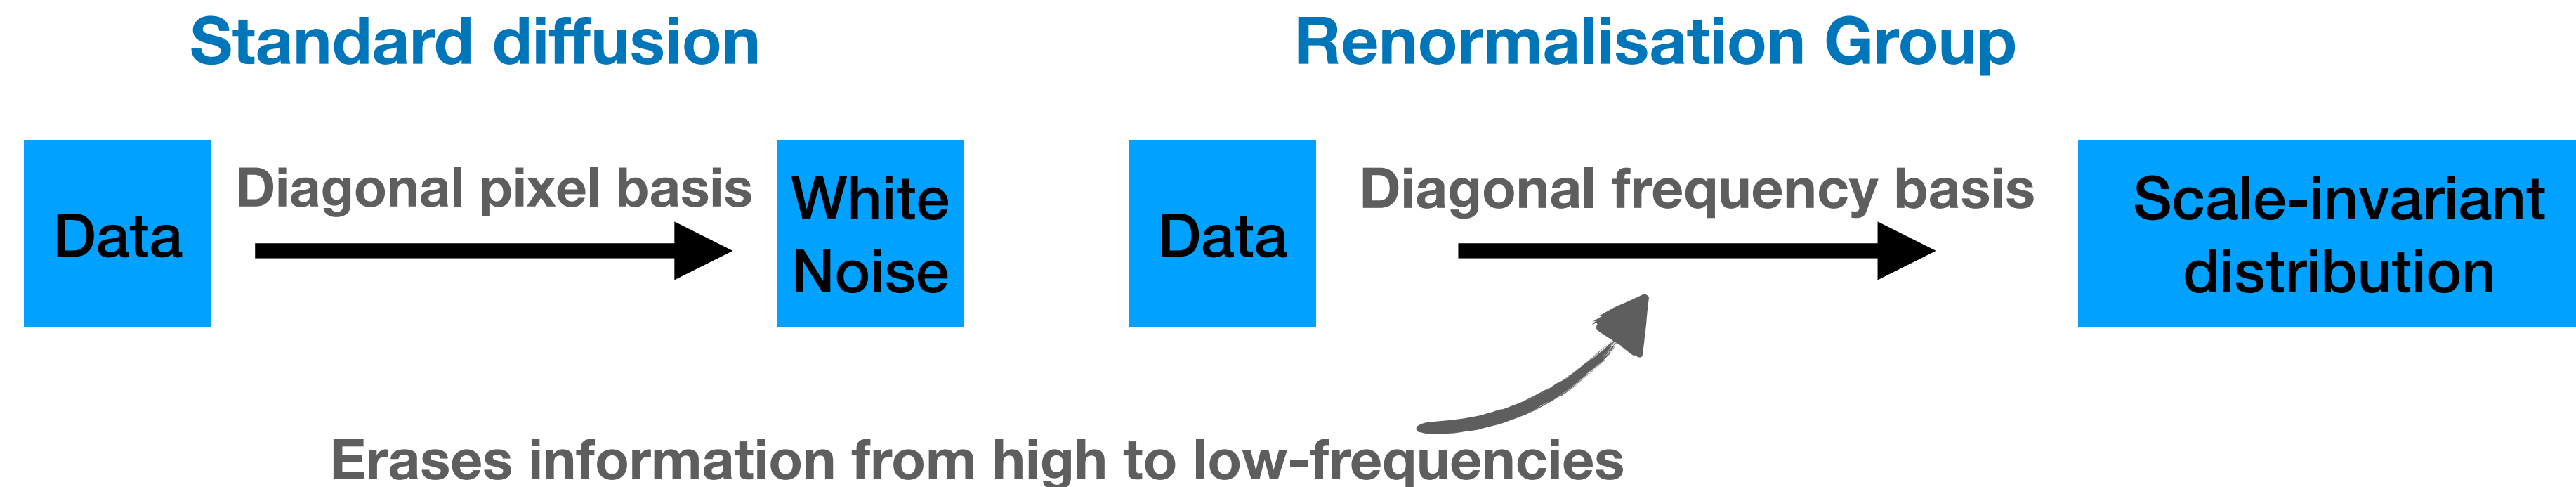 Standard diffusion
Data
Diagonal pixel basis
White
Noise
Renormalisation Group
Data
Diagonal frequency basis
Scale-invariant
distribution
Erases information from high to low-frequencies